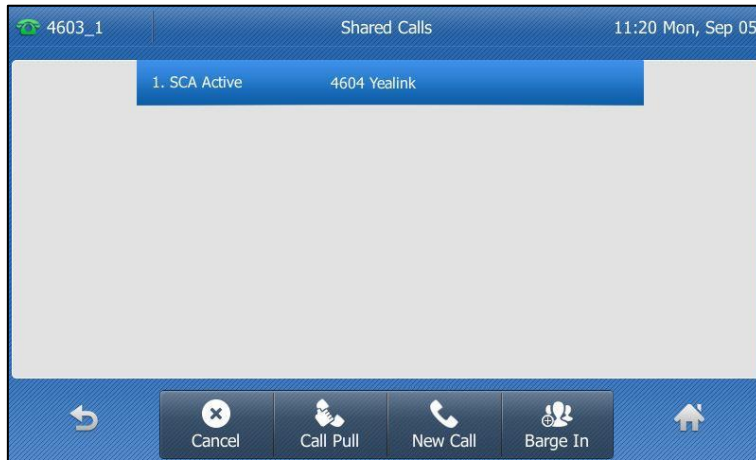 4603_1 Shared Calls 11:20 Mon, Sep 05
1. SCA Active 4604 Yealink
Cancel Call Pull New Call Barge In